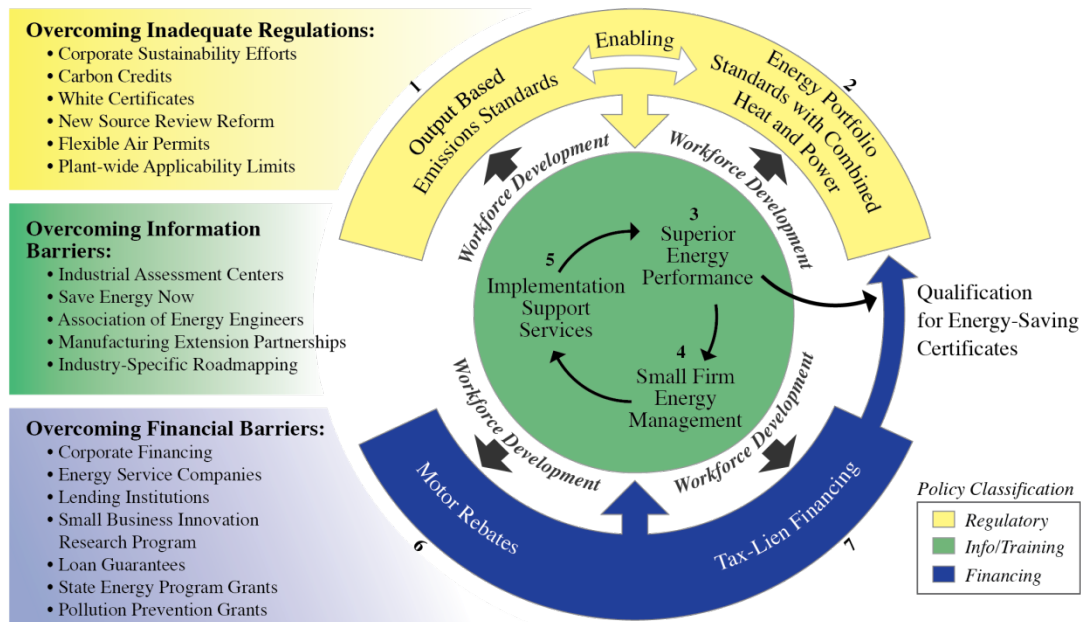 Overcoming Inadequate Regulations:
• Corporate Sustainability Efforts
• Carbon Credits
• White Certificates
• New Source Review Reform
• Flexible Air Permits
• Plant-wide Applicability Limits
Overcoming Information
Barriers:
• Industrial Assessment Centers
• Save Energy Now
• Association of Energy Engineers
• Manufacturing Extension Partnerships
• Industry-Specific Roadmapping
Overcoming Financial Barriers:
• Corporate Financing
• Energy Service Companies
• Lending Institutions
• Small Business Innovation
Research Program
• Loan Guarantees
• State Energy Program Grants
• Pollution Prevention Grants
1
Output Based
Emissions Standards
Enabling
2
Energy Portfolio
Standards with Combined
Heat and Power
Workforce Development
Workforce Development
3
Superior
Energy
Performance
5
Implementation
Support
Services
4
Small Firm
Energy
Management
Qualification
for Energy-Saving
Certificates
Workforce Development
Workforce Development
6
Motor Rebates
Tax-Lien Financing
7
Policy Classification
Regulatory
Info/Training
Financing